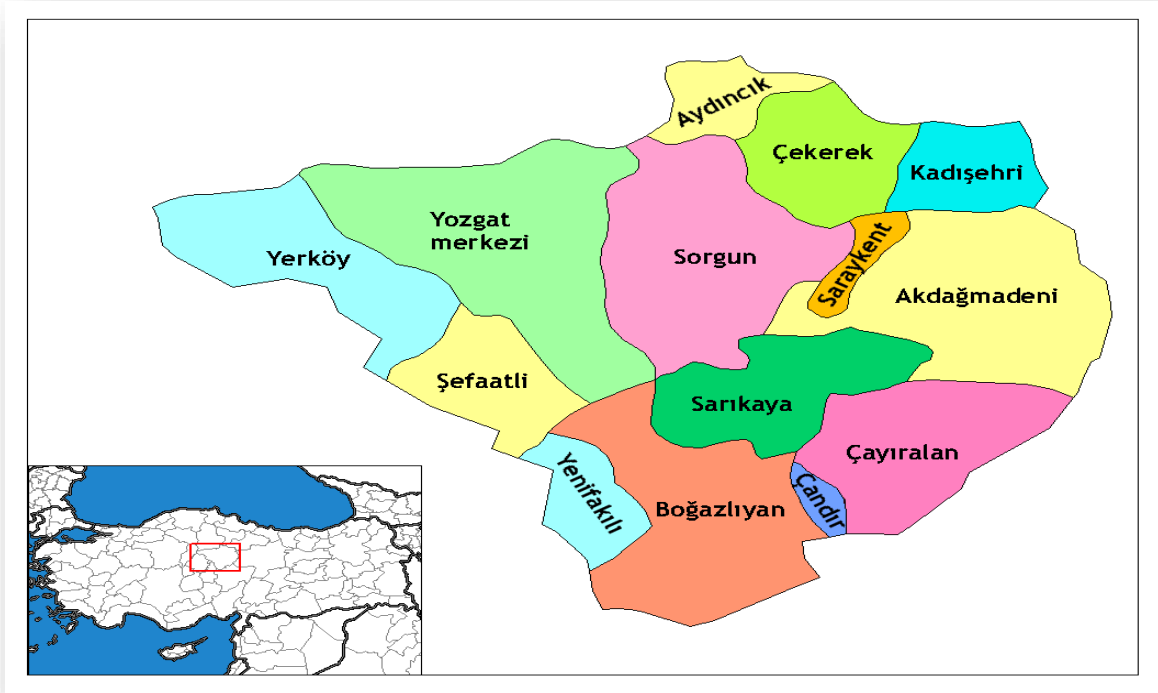 Aydıncık
Çekerek
Kadışehri
Yozgat
merkezi
Yerköy
Sorgun
Saraykent
Akdağmadeni
Şefaatli
Sarıkaya
Çayıralan
Yenifakılı
Boğazlıyan
Çandır